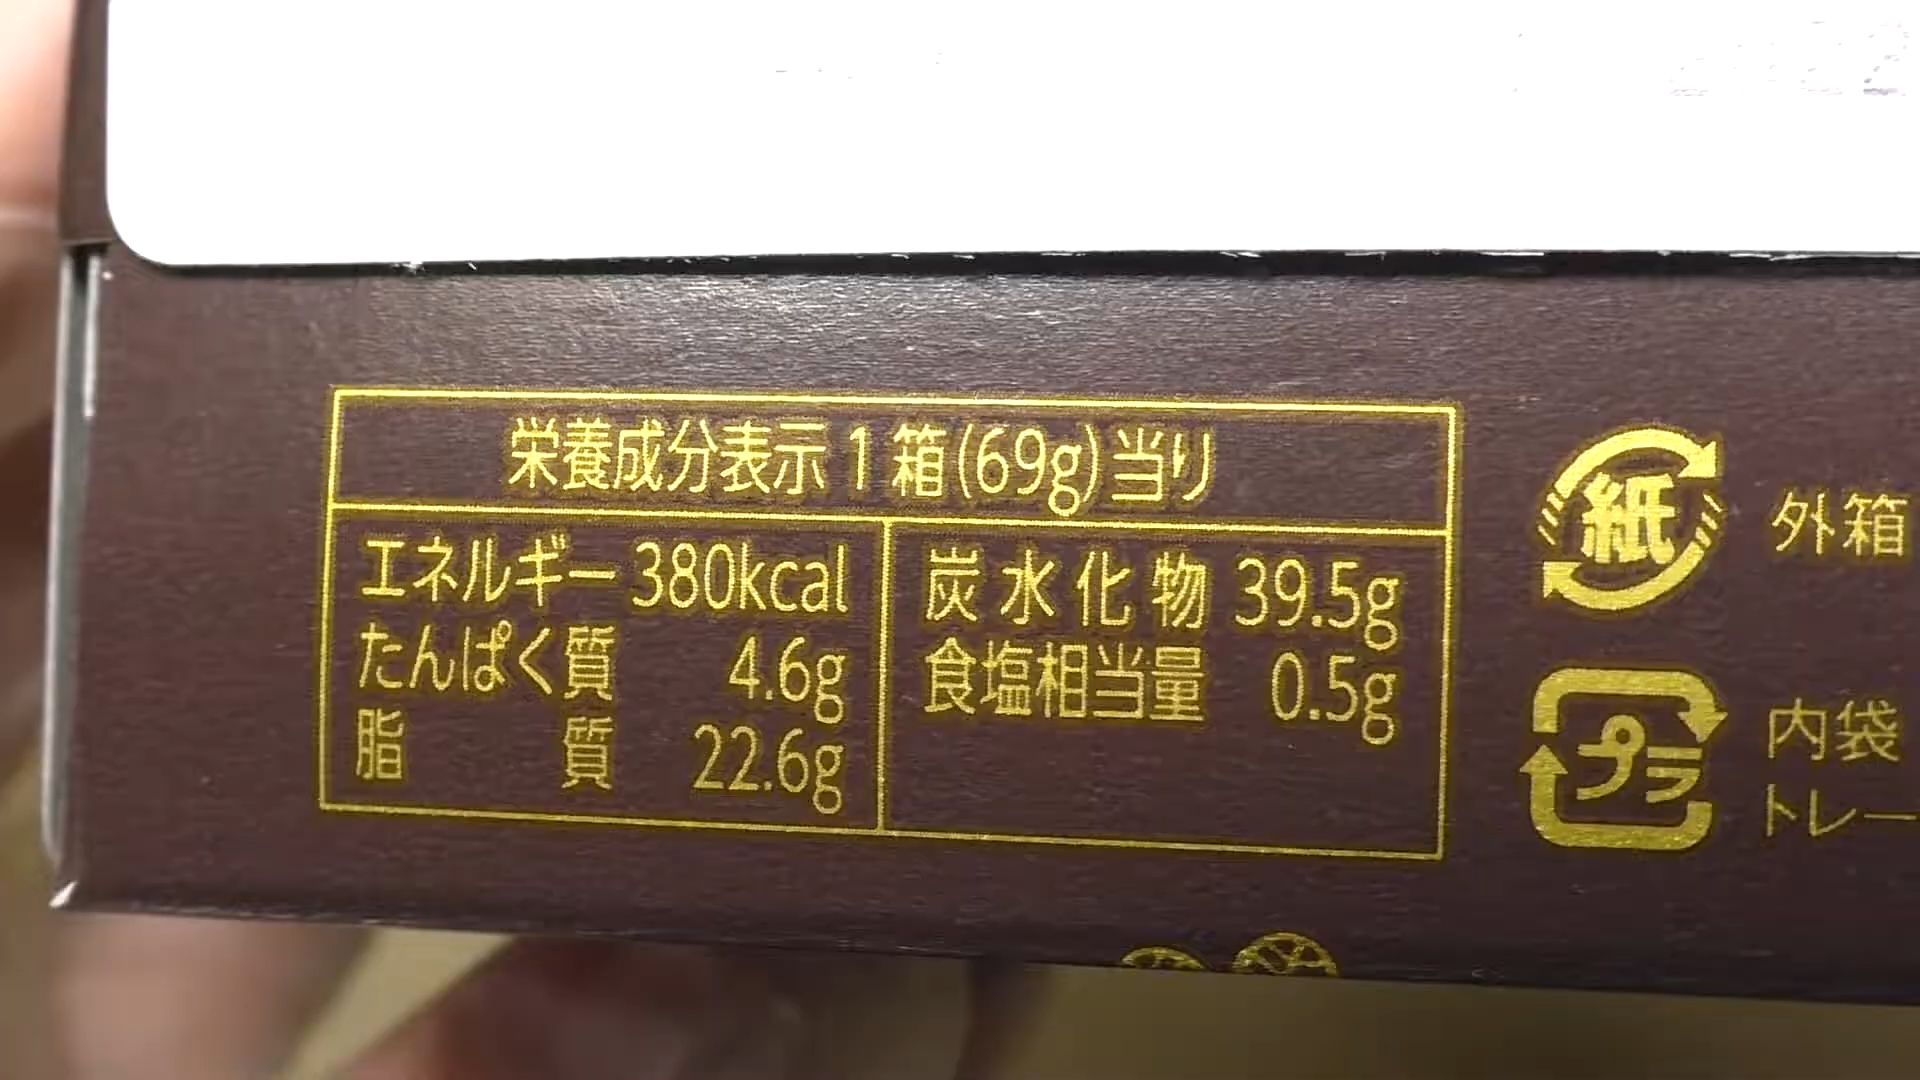 栄養成分表示 1 箱(69g)当り
エネルギー 380kcal
たんぱく質 4.6g
脂質 22.6g
炭水化物 39.5g
食塩相当量 0.5g
紙 外箱
プラ 内袋
トレー